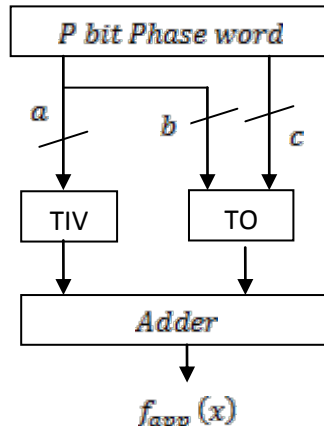 P bit Phase word
a
b
c
TIV
TO
Adder
f_app (x)